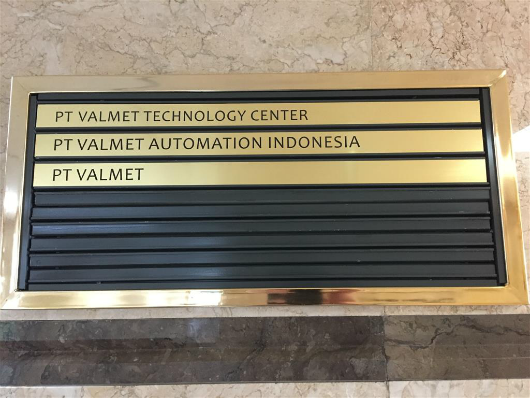 PT VALMET TECHNOLOGY CENTER
PT VALMET AUTOMATION INDONESIA
PT VALMET